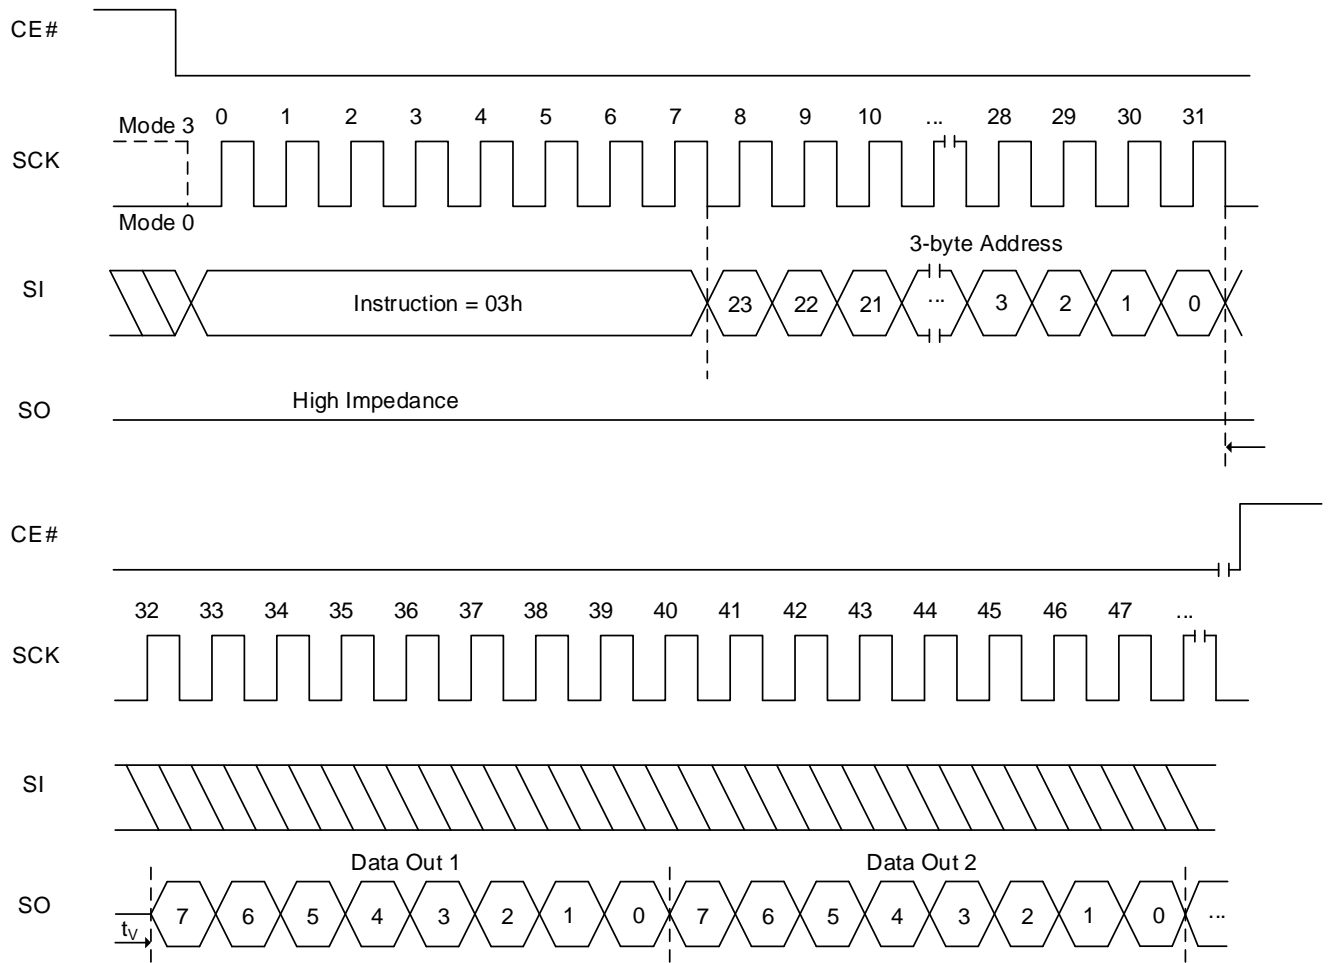 CE#
0 1 2 3 4 5 6 7 8 9 10 ... 28 29 30 31
Mode 3
SCK
Mode 0
3-byte Address
SI
Instruction = 03h 23 22 21 ... 3 2 1 0
High Impedance
SO
CE#
32 33 34 35 36 37 38 39 40 41 42 43 44 45 46 47 ...
SCK
SI
Data Out 1 Data Out 2
SO
7 6 5 4 3 2 1 0 7 6 5 4 3 2 1 0 ...
tV